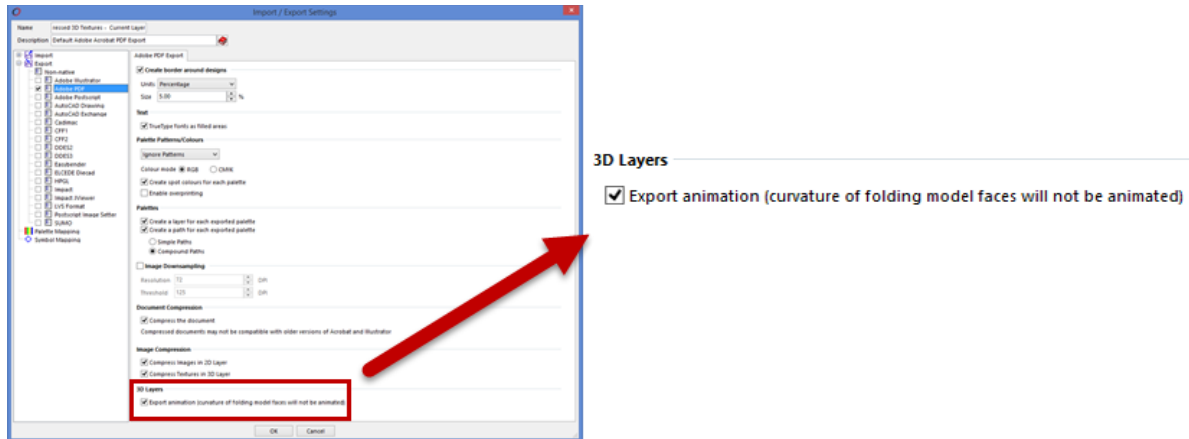 Import / Export Settings
Name record 3D Textures - Current Layer
Description Default Adobe Acrobat PDF Export
Import
Export
Non-native
Adobe Illustrator
Adobe PDF
Adobe Postscript
AutoCAD Drawing
AutoCAD Exchange
Cadimac
CFF1
CFF2
DDES2
DDES3
Easybender
ELCEDE Diecad
HPGL
Impact
Impact iViewer
LVS Format
Postscript Image Setter
SUMO
Palette Mapping
Symbol Mapping
Adobe PDF Export
Create border around designs
Units Percentage
Size 5.00 %
Text
TrueType fonts as filled areas
Palette Patterns/Colours
Ignore Patterns
Colour mode RGB CMYK
Create spot colours for each palette
Enable overprinting
Palettes
Create a layer for each exported palette
Create a path for each exported palette
Simple Paths
Compound Paths
Image Downsampling
Resolution 72 DPI
Threshold 125 DPI
Document Compression
Compress the document
Compressed documents may not be compatible with older versions of Acrobat and Illustrator
Image Compression
Compress Images in 2D Layer
Compress Textures in 3D Layer
3D Layers
Export animation (curvature of folding model faces will not be animated)
OK Cancel
3D Layers
Export animation (curvature of folding model faces will not be animated)